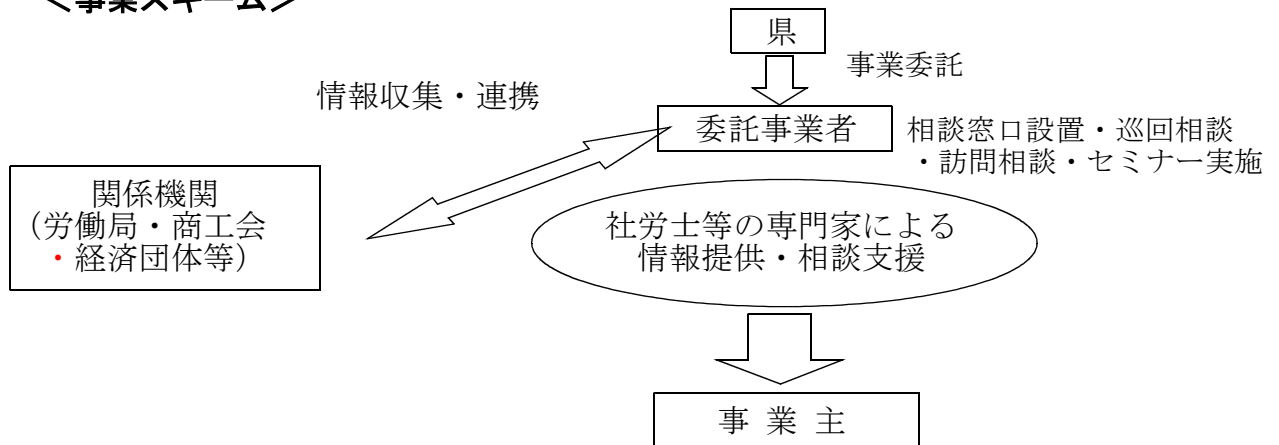 ＜事業スキーム＞
県
事業委託
情報収集・連携
委託事業者
相談窓口設置・巡回相談
・訪問相談・セミナー実施
関係機関
（労働局・商工会
・経済団体等）
社労士等の専門家による
情報提供・相談支援
事 業 主